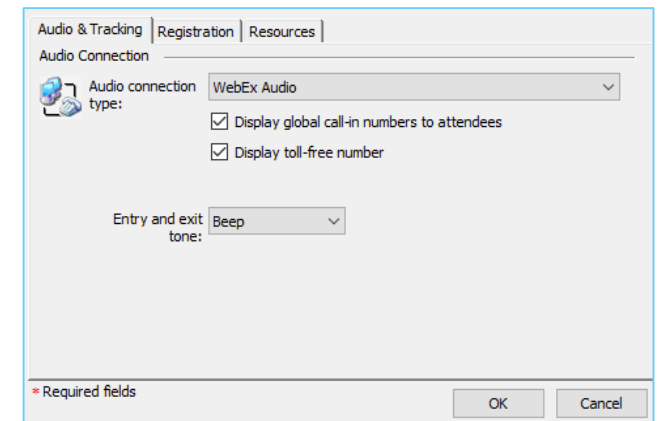 Audio & Tracking Registration Resources
Audio Connection
Audio connection type: WebEx Audio
Display global call-in numbers to attendees
Display toll-free number
Entry and exit tone: Beep
* Required fields
OK Cancel